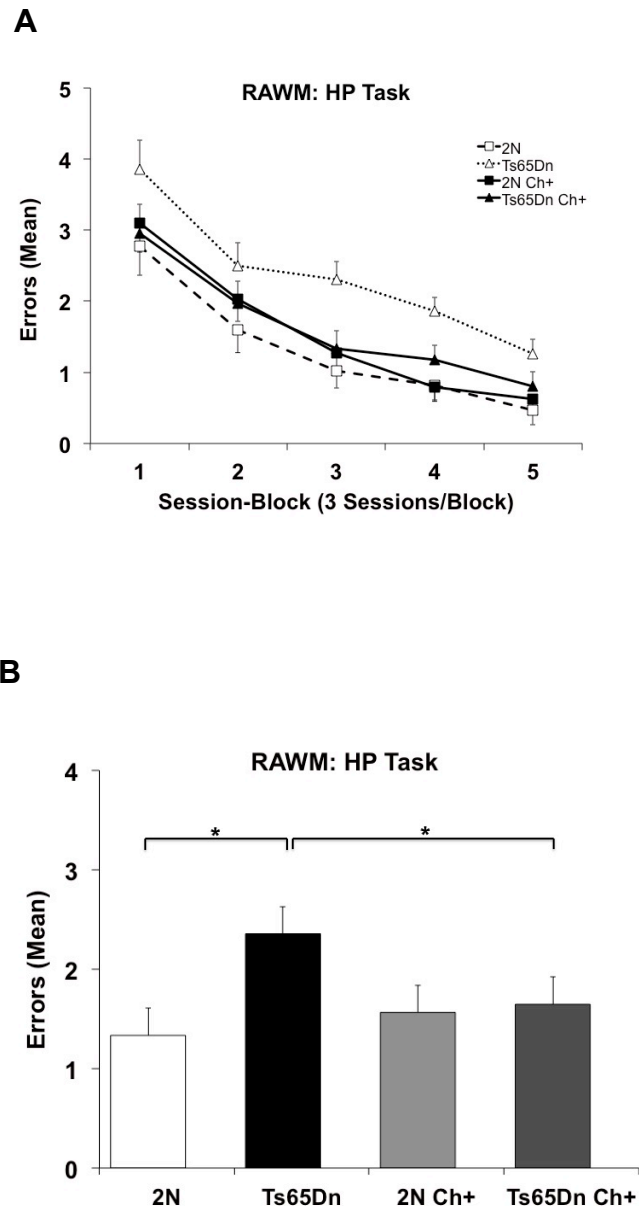 A
RAWM: HP Task
5
4
3
2
1
0
Errors (Mean)
2N
Ts65Dn
2N Ch+
Ts65Dn Ch+
1 2 3 4 5
Session-Block (3 Sessions/Block)
B
RAWM: HP Task
4
3
2
1
0
Errors (Mean)
* *
2N Ts65Dn 2N Ch+ Ts65Dn Ch+